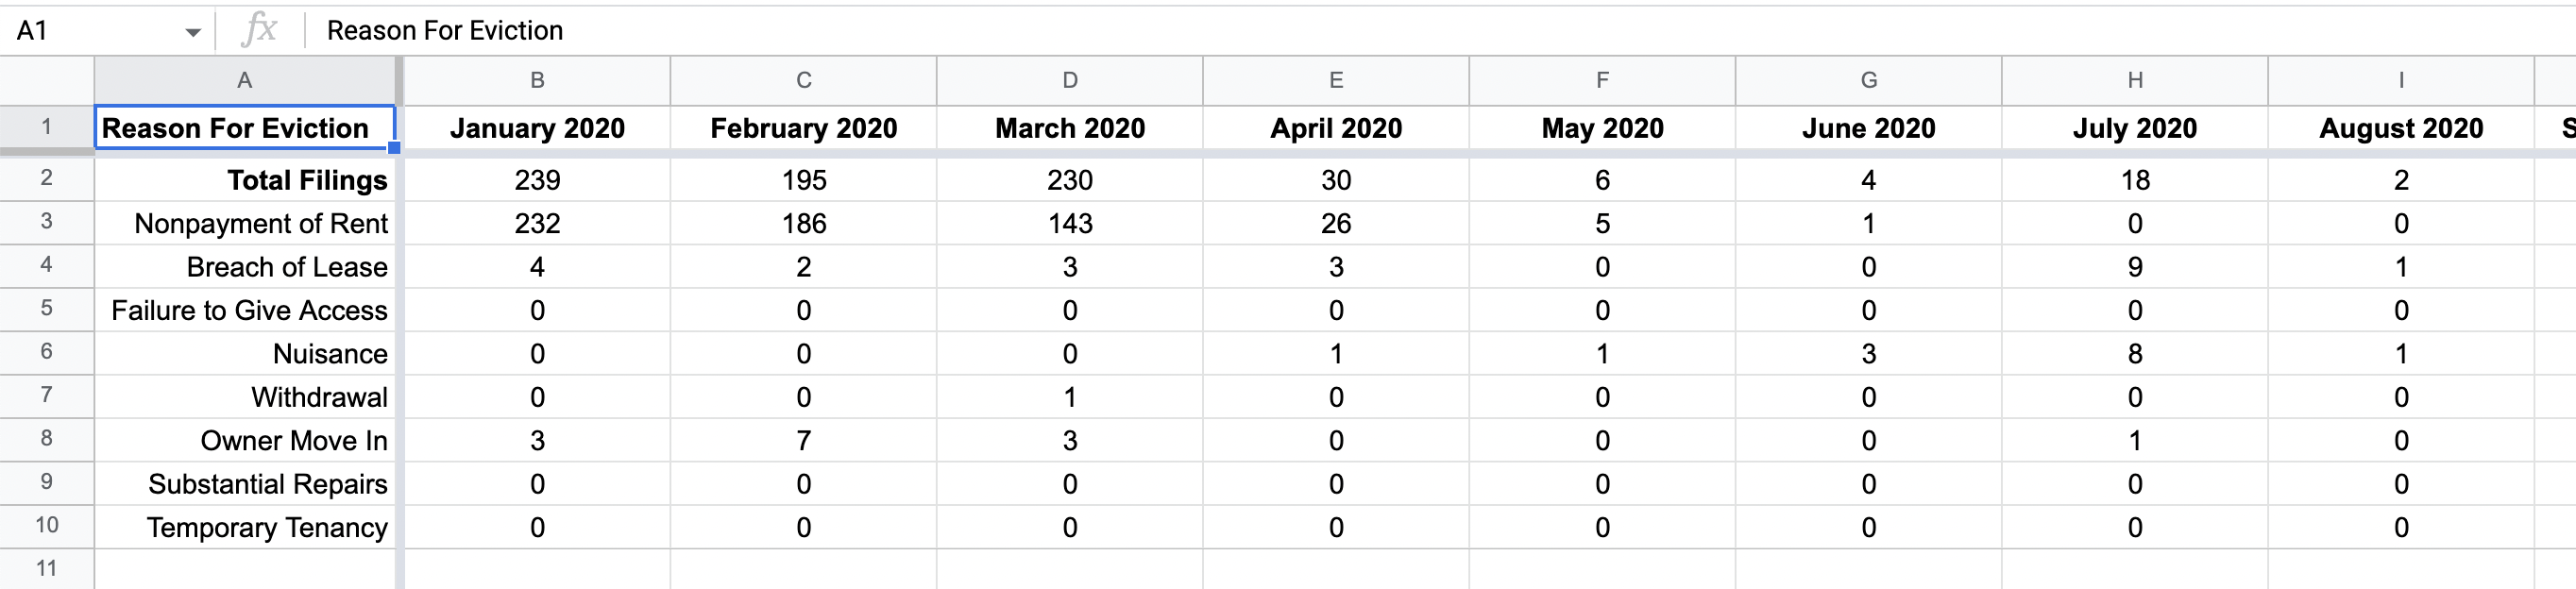 A1 fx Reason For Eviction
A B C D E F G H I
1 Reason For Eviction January 2020 February 2020 March 2020 April 2020 May 2020 June 2020 July 2020 August 2020 S
2 Total Filings 239 195 230 30 6 4 18 2
3 Nonpayment of Rent 232 186 143 26 5 1 0 0
4 Breach of Lease 4 2 3 3 0 0 9 1
5 Failure to Give Access 0 0 0 0 0 0 0 0
6 Nuisance 0 0 0 1 1 3 8 1
7 Withdrawal 0 0 1 0 0 0 0 0
8 Owner Move In 3 7 3 0 0 0 1 0
9 Substantial Repairs 0 0 0 0 0 0 0 0
10 Temporary Tenancy 0 0 0 0 0 0 0 0
11